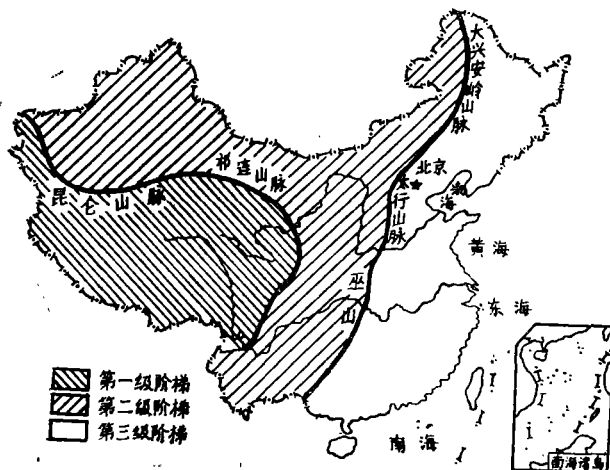 大兴安岭山脉
北京
太行山脉
渤海
祁连山脉
昆仑山脉
黄海
巫山
东海
第一级阶梯
第二级阶梯
第三级阶梯
南海
南海诸岛